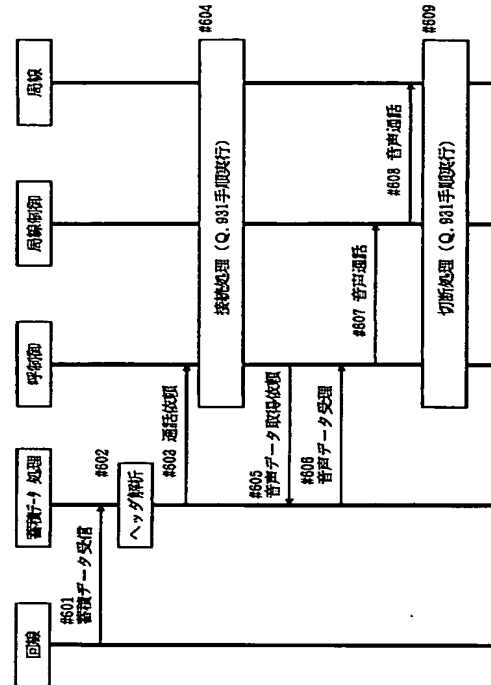 回線
蓄積データ 処理
呼制御
局線制御
局線
#601
蓄積データ受信
#602
ヘッダ解析
#603 通話依頼
#604
接続処理 (Q.931手順実行)
#605
音声データ取得依頼
#606
音声データ受理
#607 音声通話
#608 音声通話
#609
切断処理 (Q.931手順実行)